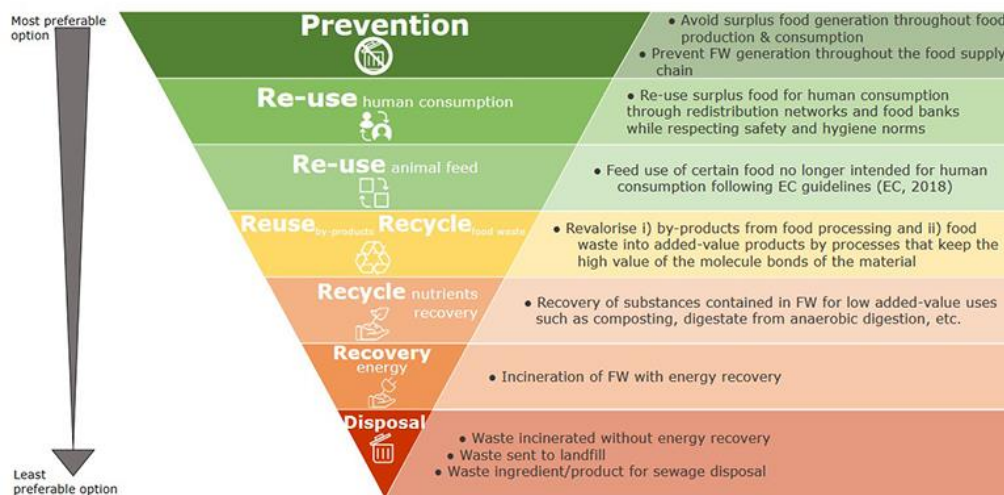 Most preferable
option
Prevention
● Avoid surplus food generation throughout food
production & consumption
● Prevent FW generation throughout the food supply
chain
Re-use human consumption
● Re-use surplus food for human consumption
through redistribution networks and food banks
while respecting safety and hygiene norms
Re-use animal feed
● Feed use of certain food no longer intended for human
consumption following EC guidelines (EC, 2018)
Reuse by-products Recycle food waste
● Revalorise i) by-products from food processing and ii) food
waste into added-value products by processes that keep the
high value of the molecule bonds of the material
Recycle nutrients
recovery
● Recovery of substances contained in FW for low added-value uses
such as composting, digestate from anaerobic digestion, etc.
Recovery
energy
● Incineration of FW with energy recovery
Disposal
● Waste incinerated without energy recovery
● Waste sent to landfill
● Waste ingredient/product for sewage disposal
Least
preferable option